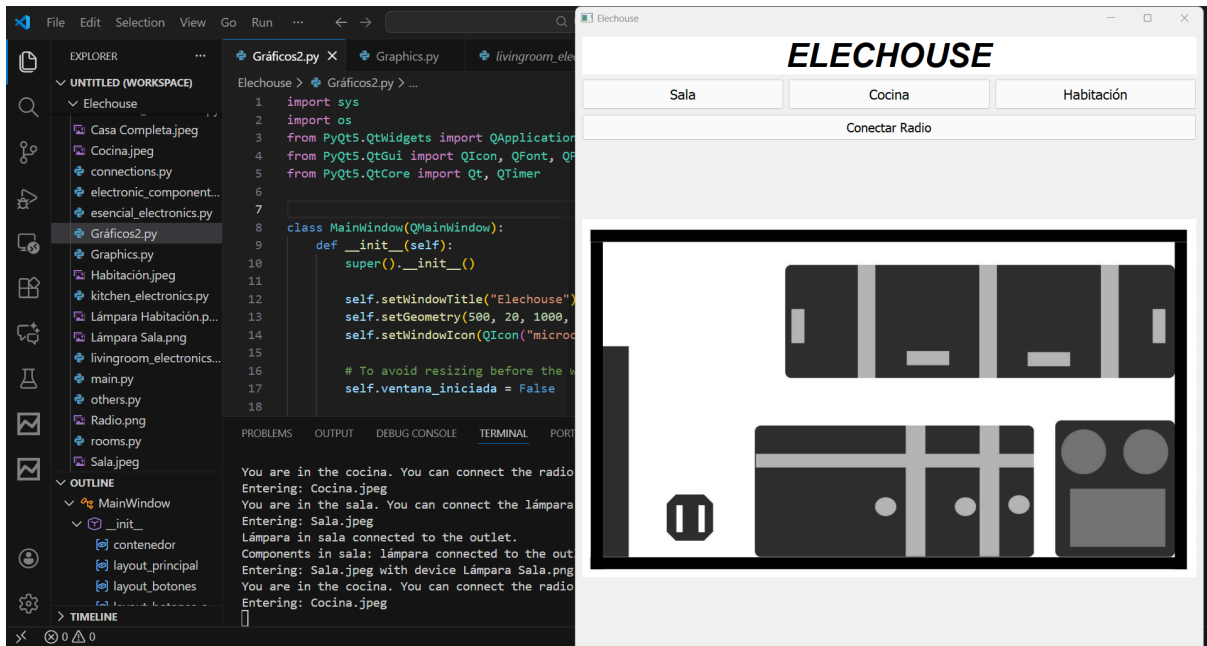 File Edit Selection View Go Run ···
EXPLORER ···
UNTITLED (WORKSPACE)
Elechouse
Casa Completa.jpeg
Cocina.jpeg
connections.py
electronic_component...
esencial_electronics.py
Gráficos2.py
Graphics.py
Habitación.jpeg
kitchen_electronics.py
Lámpara Habitación.p...
Lámpara Sala.png
livingroom_electronics...
main.py
others.py
Radio.png
rooms.py
Sala.jpeg
OUTLINE
MainWindow
__init__
contenedor
layout_principal
layout_botones
TIMELINE
0 0
Gráficos2.py Graphics.py livingroom_ele
Elechouse > Gráficos2.py > ...
1 import sys
2 import os
3 from PyQt5.QtWidgets import QApplication
4 from PyQt5.QtGui import QIcon, QFont,
5 from PyQt5.QtCore import Qt, QTimer
6
7
8 class MainWindow(QMainWindow):
9 def __init__(self):
10 super().__init__()
11
12 self.setWindowTitle("Elechouse")
13 self.setGeometry(500, 20, 1000,
14 self.setWindowIcon(QIcon("microo
15
16 # To avoid resizing before the w
17 self.ventana_iniciada = False
18
PROBLEMS OUTPUT DEBUG CONSOLE TERMINAL PORT
You are in the cocina. You can connect the radio
Entering: Cocina.jpeg
You are in the sala. You can connect the lámpara
Entering: Sala.jpeg
Lámpara in sala connected to the outlet.
Components in sala: lámpara connected to the out
Entering: Sala.jpeg with device Lámpara Sala.png
You are in the cocina. You can connect the radio
Entering: Cocina.jpeg
Elechouse
ELECHOUSE
Sala Cocina Habitación
Conectar Radio